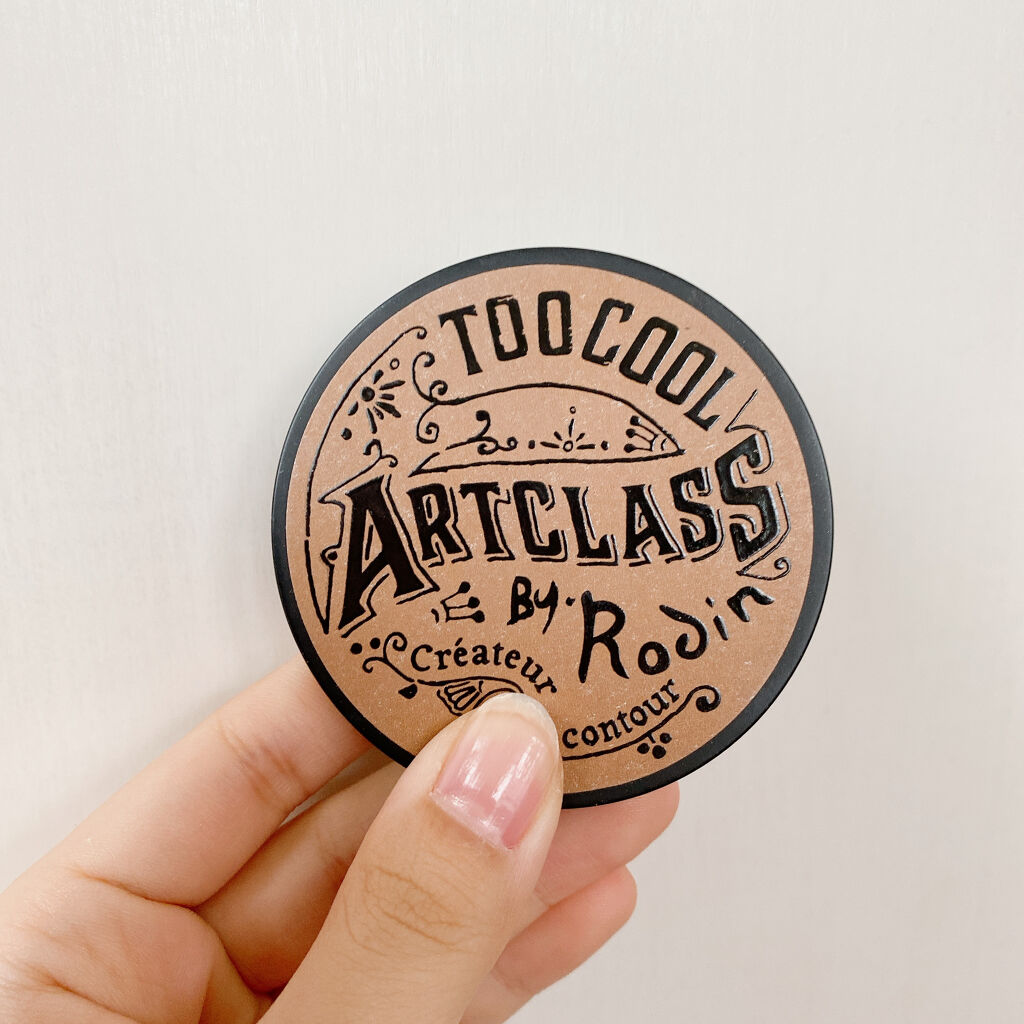 TOO COOL
ARTCLASS
BY. Rodin
Créateur
contour